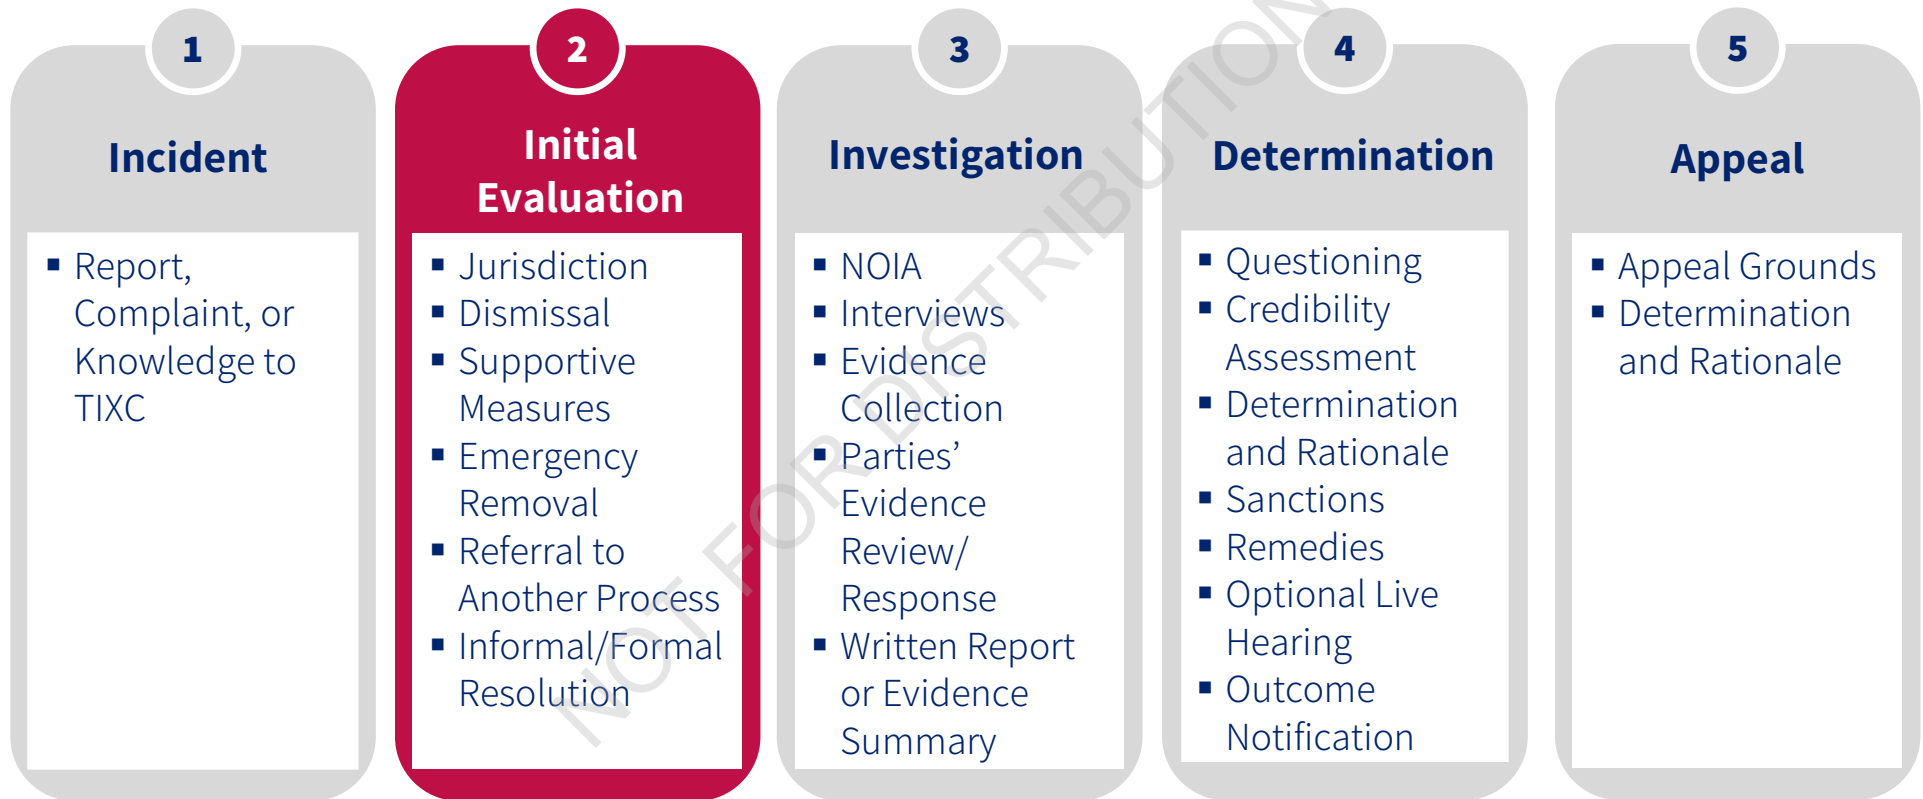 1
Incident
▪ Report,
Complaint, or
Knowledge to
TIXC
2
Initial
Evaluation
▪ Jurisdiction
▪ Dismissal
▪ Supportive
Measures
▪ Emergency
Removal
▪ Referral to
Another Process
▪ Informal/Formal
Resolution
3
Investigation
▪ NOIA
▪ Interviews
▪ Evidence
Collection
▪ Parties’
Evidence
Review/
Response
▪ Written Report
or Evidence
Summary
4
Determination
▪ Questioning
▪ Credibility
Assessment
▪ Determination
and Rationale
▪ Sanctions
▪ Remedies
▪ Optional Live
Hearing
▪ Outcome
Notification
5
Appeal
▪ Appeal Grounds
▪ Determination
and Rationale
NOT FOR DISTRIBUTION